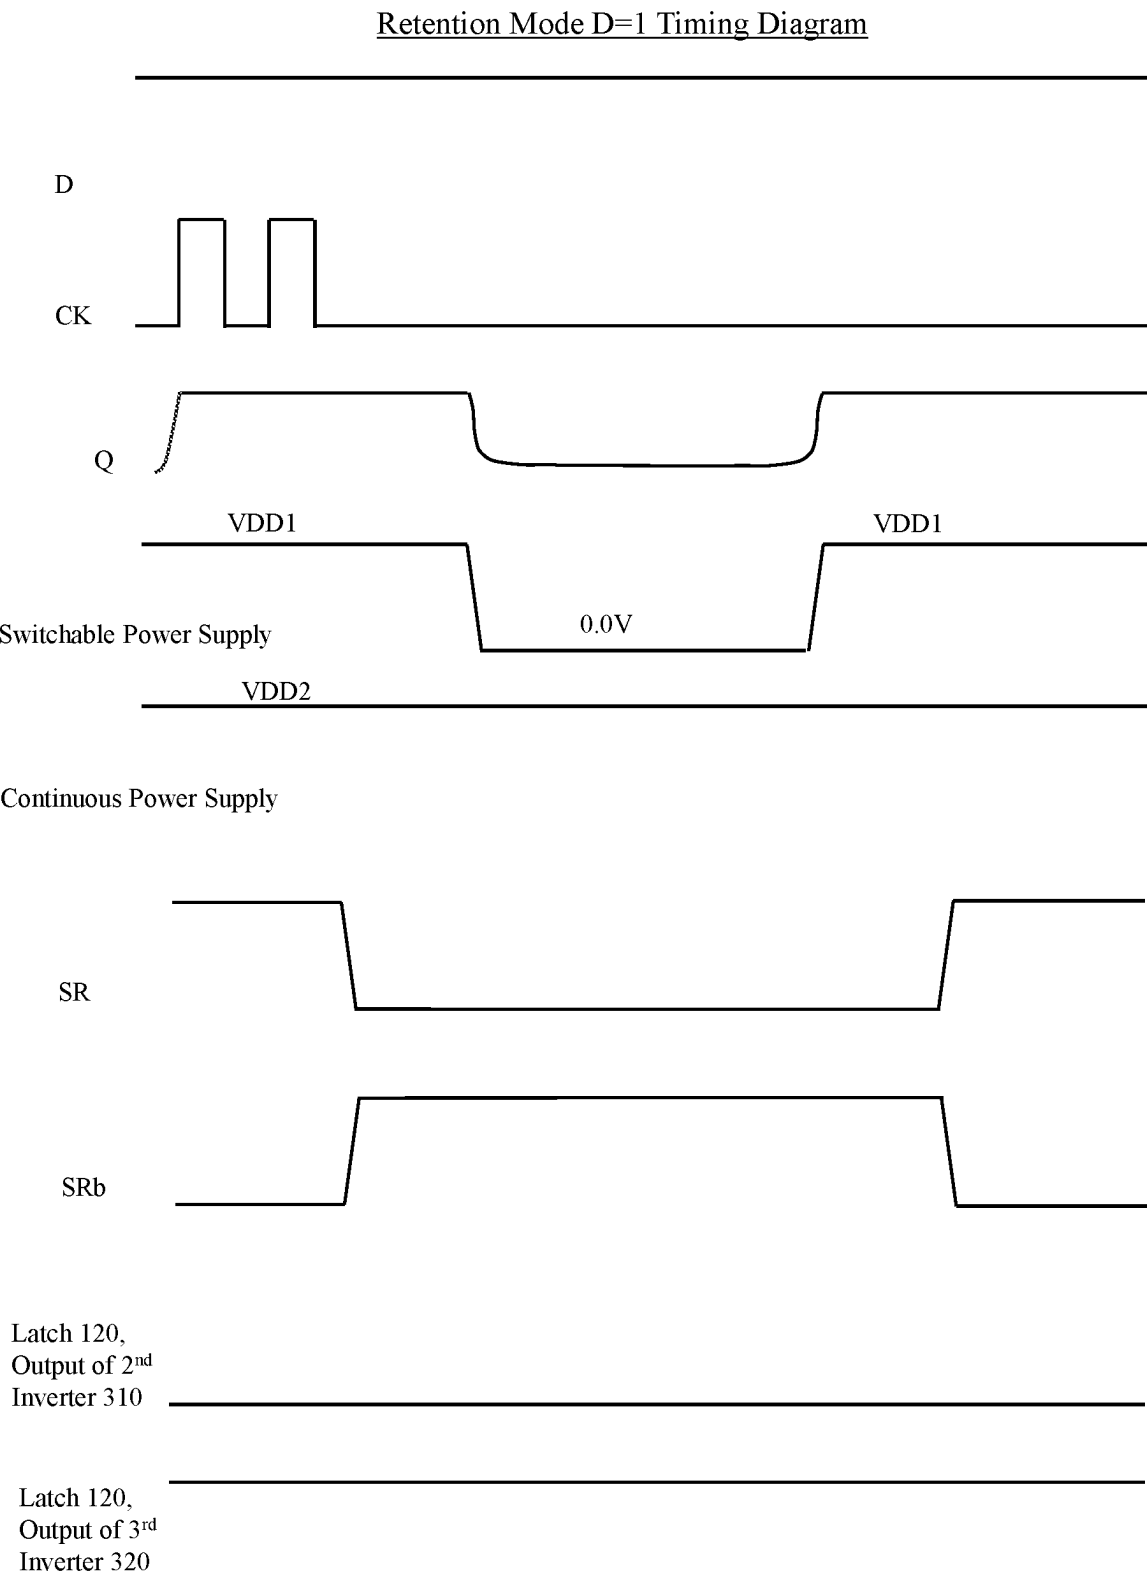 Retention Mode D=1 Timing Diagram
D
CK
Q
VDD1
VDD1
0.0V
Switchable Power Supply
VDD2
Continuous Power Supply
SR
SRb
Latch 120,
Output of 2nd
Inverter 310
Latch 120,
Output of 3rd
Inverter 320